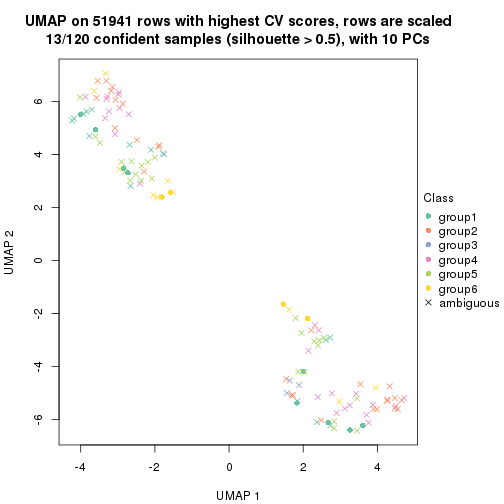 UMAP on 51941 rows with highest CV scores, rows are scaled
13/120 confident samples (silhouette > 0.5), with 10 PCs
6
4
2
0
-2
-4
-6
UMAP 2
-4
-2
0
2
4
UMAP 1
Class
group1
group2
group3
group4
group5
group6
ambiguous